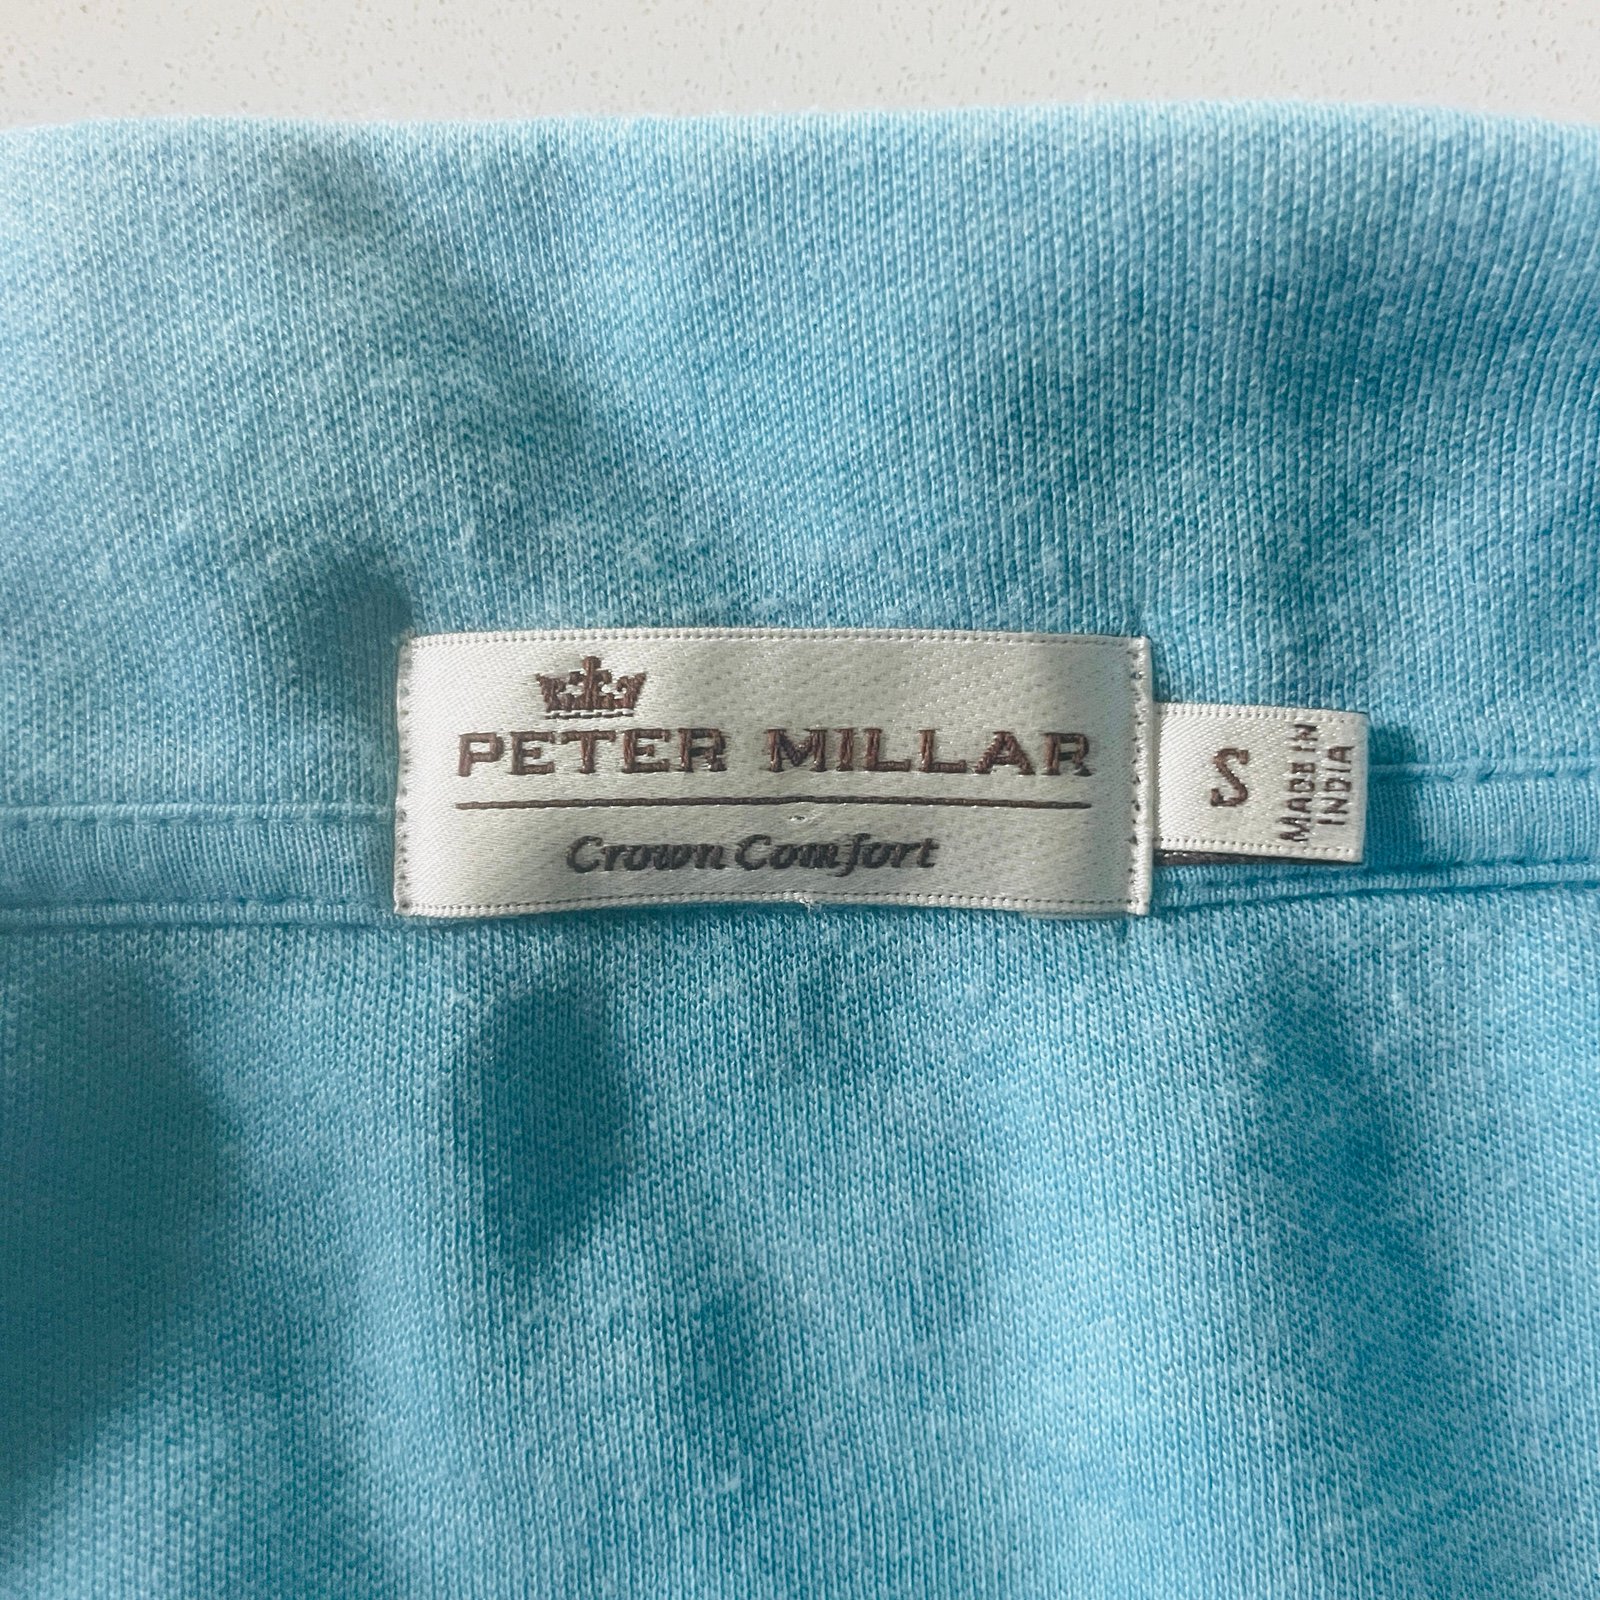 PETER MILLAR
Crown Comfort
S
MADE IN
INDIA